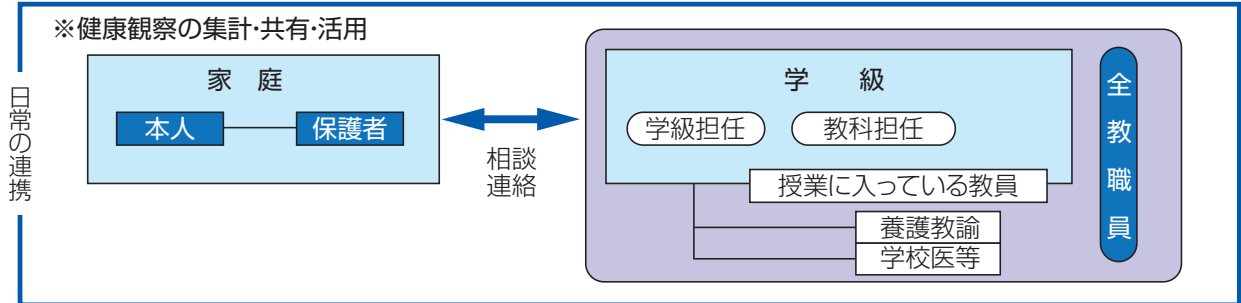 ※健康観察の集計・共有・活用
日常の連携
家庭
本人
保護者
相談
連絡
学級
学級担任
教科担任
授業に入っている教員
養護教諭
学校医等
全教職員